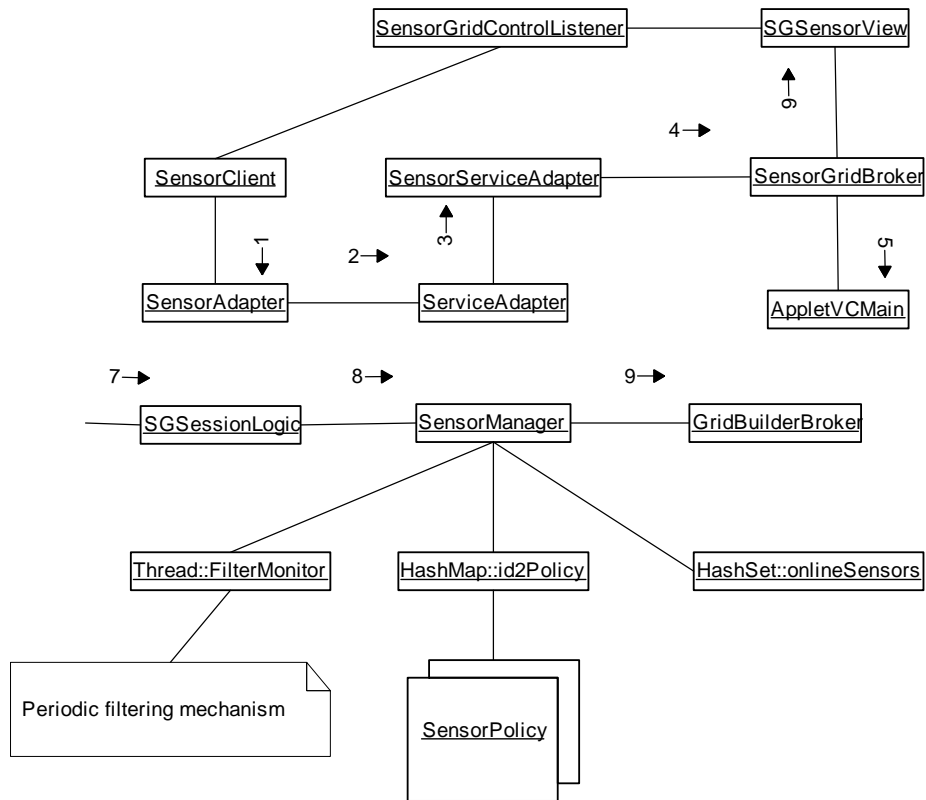 SensorGridControlListener
SGSensorView
6
4
SensorClient
SensorServiceAdapter
SensorGridBroker
1
2
3
5
SensorAdapter
ServiceAdapter
AppletVCMain
7
8
9
SGSessionLogic
SensorManager
GridBuilderBroker
Thread::FilterMonitor
HashMap::id2Policy
HashSet::onlineSensors
Periodic filtering mechanism
SensorPolicy